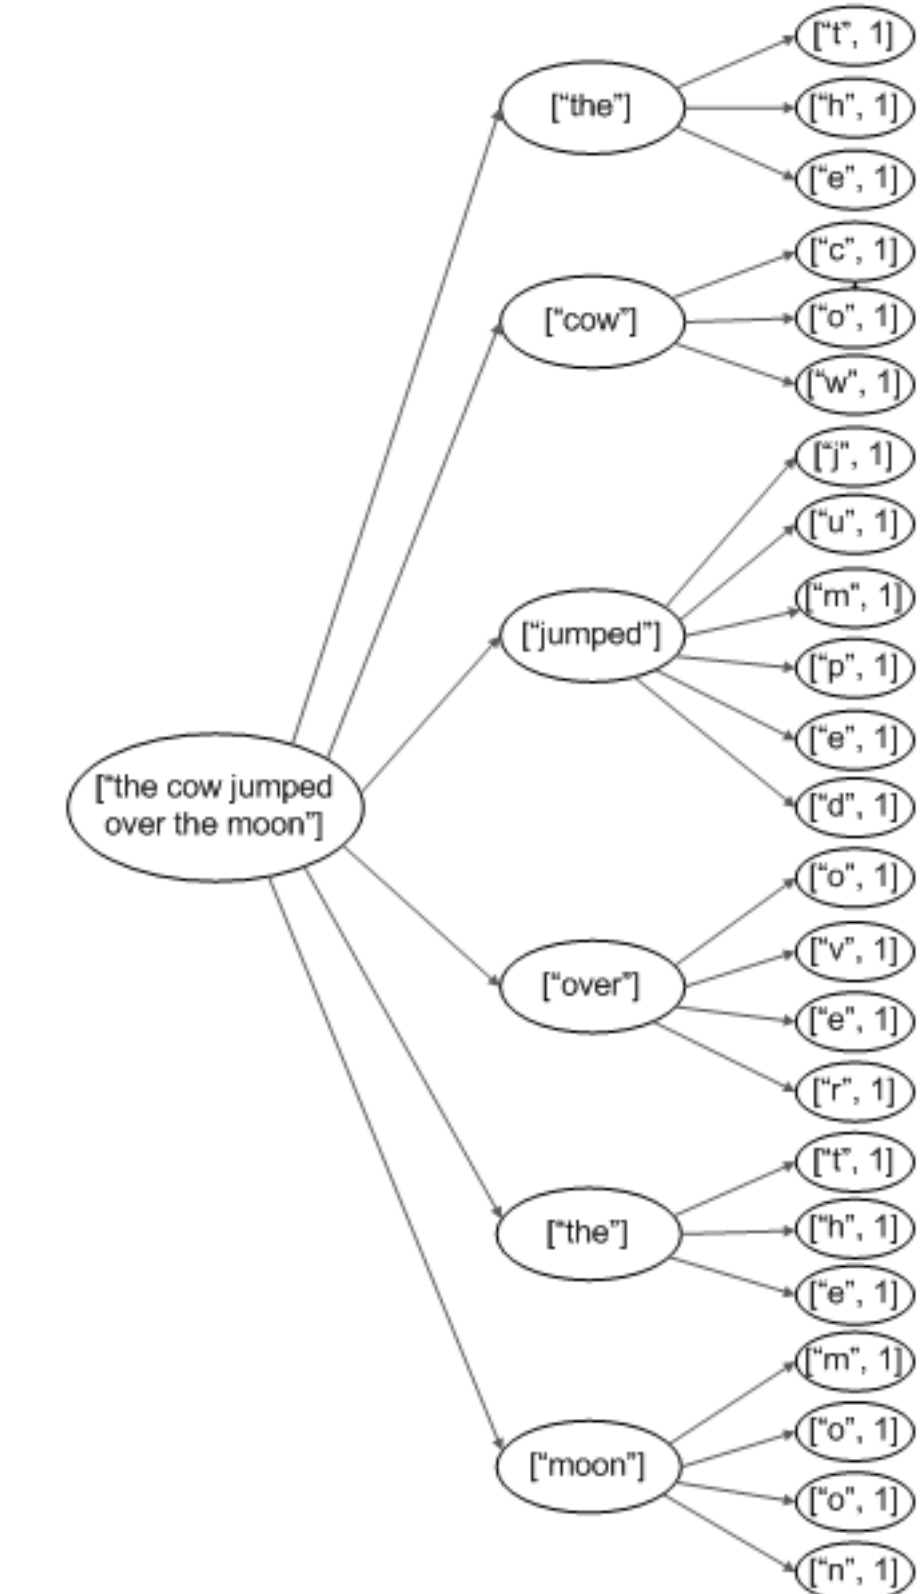 ["the cow jumped
over the moon"]
["the"]
["t", 1]
["h", 1]
["e", 1]
["cow"]
["c", 1]
["o", 1]
["w", 1]
["jumped"]
["j", 1]
["u", 1]
["m", 1]
["p", 1]
["e", 1]
["d", 1]
["over"]
["o", 1]
["v", 1]
["e", 1]
["r", 1]
["the"]
["t", 1]
["h", 1]
["e", 1]
["moon"]
["m", 1]
["o", 1]
["o", 1]
["n", 1]